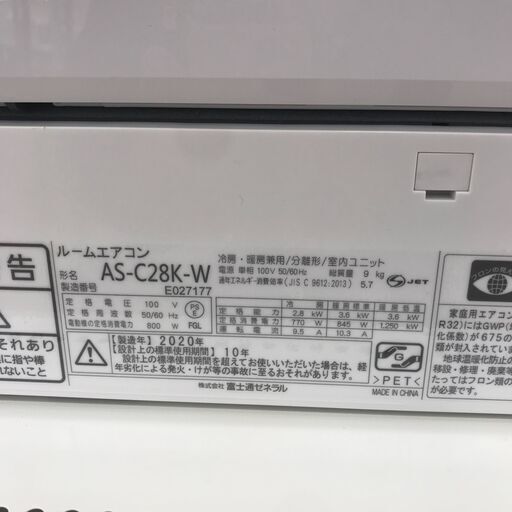 告
それあり
に指や棒
れないこと
ルームエアコン
形名 AS-C28K-W
製造番号 E027177
冷房・暖房兼用/分離形/室内ユニット
電源 単相 100V 50/60Hz 総質量 9 kg
通年エネルギー消費効率(JIS C 9612:2013) 5.7
JET
定格電圧 100 V
定格周波数 50/60 Hz
電動機の定格消費電力 800 W
PS
E
FGL
冷房 暖房標準 暖房低温
定格能力 2.8 kW 3.6 kW 3.6 kW
定格消費電力 770 W 845 W 1,250 kW
運転電流 9.5 A 10.3 A
【製造年】2020年
【設計上の標準使用期間】10年
設計上の標準使用期間を超えてお使いいただいた場合は、経
年劣化による発火・けが等の事故に至るおそれがあります。
株式会社 富士通ゼネラル
G
>PET<
MADE IN CHINA
フロンの見え
家庭用エアコン
R32)にはGWP(
化係数)が675の
類が封入されてい
地球温暖化防止
移設・修理・廃棄等
たってはフロン類の
が必要です。